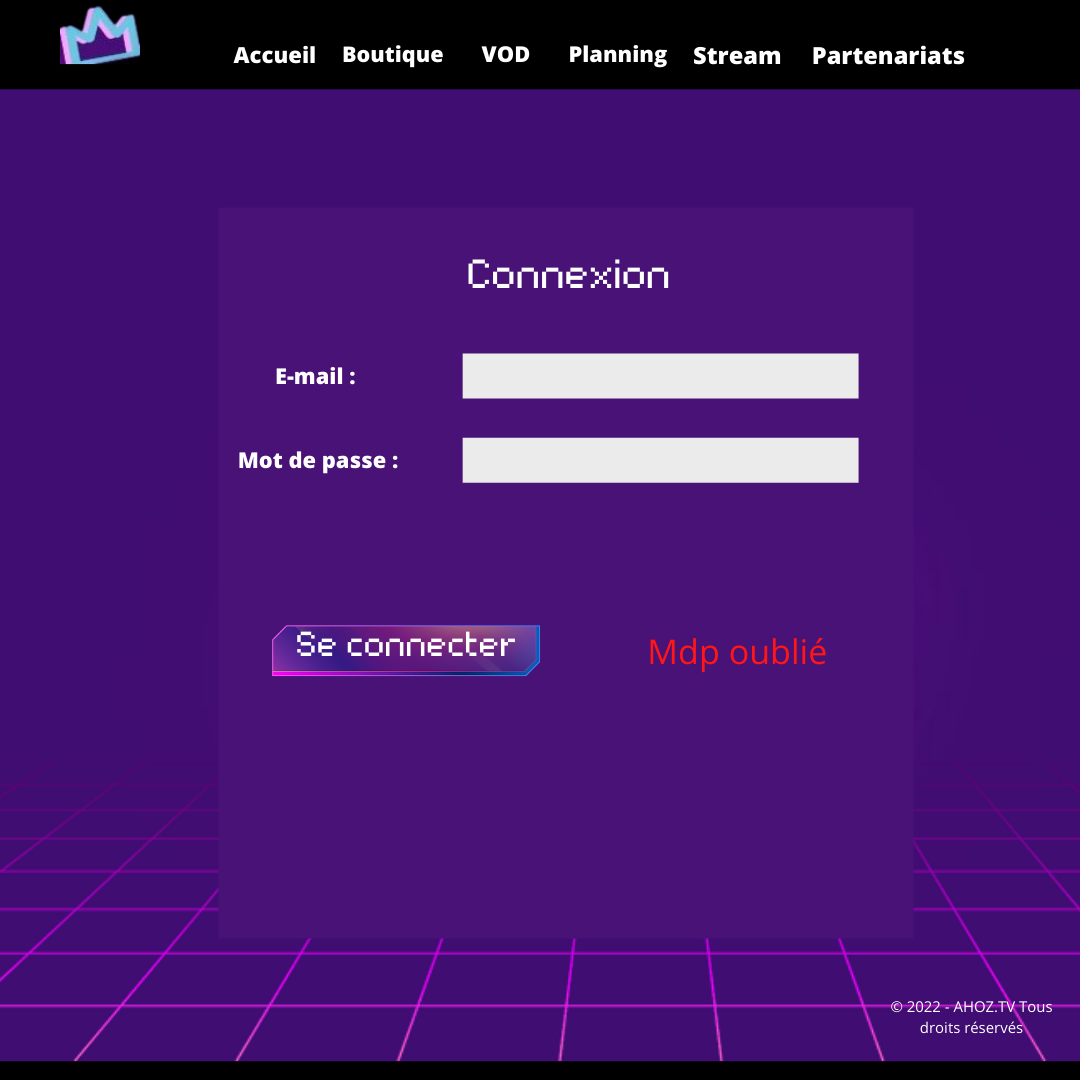 Accueil Boutique VOD Planning Stream Partenariats
Connexion
E-mail :
Mot de passe :
Se connecter
Mdp oublié
© 2022 - AHOZ.TV Tous
droits réservés